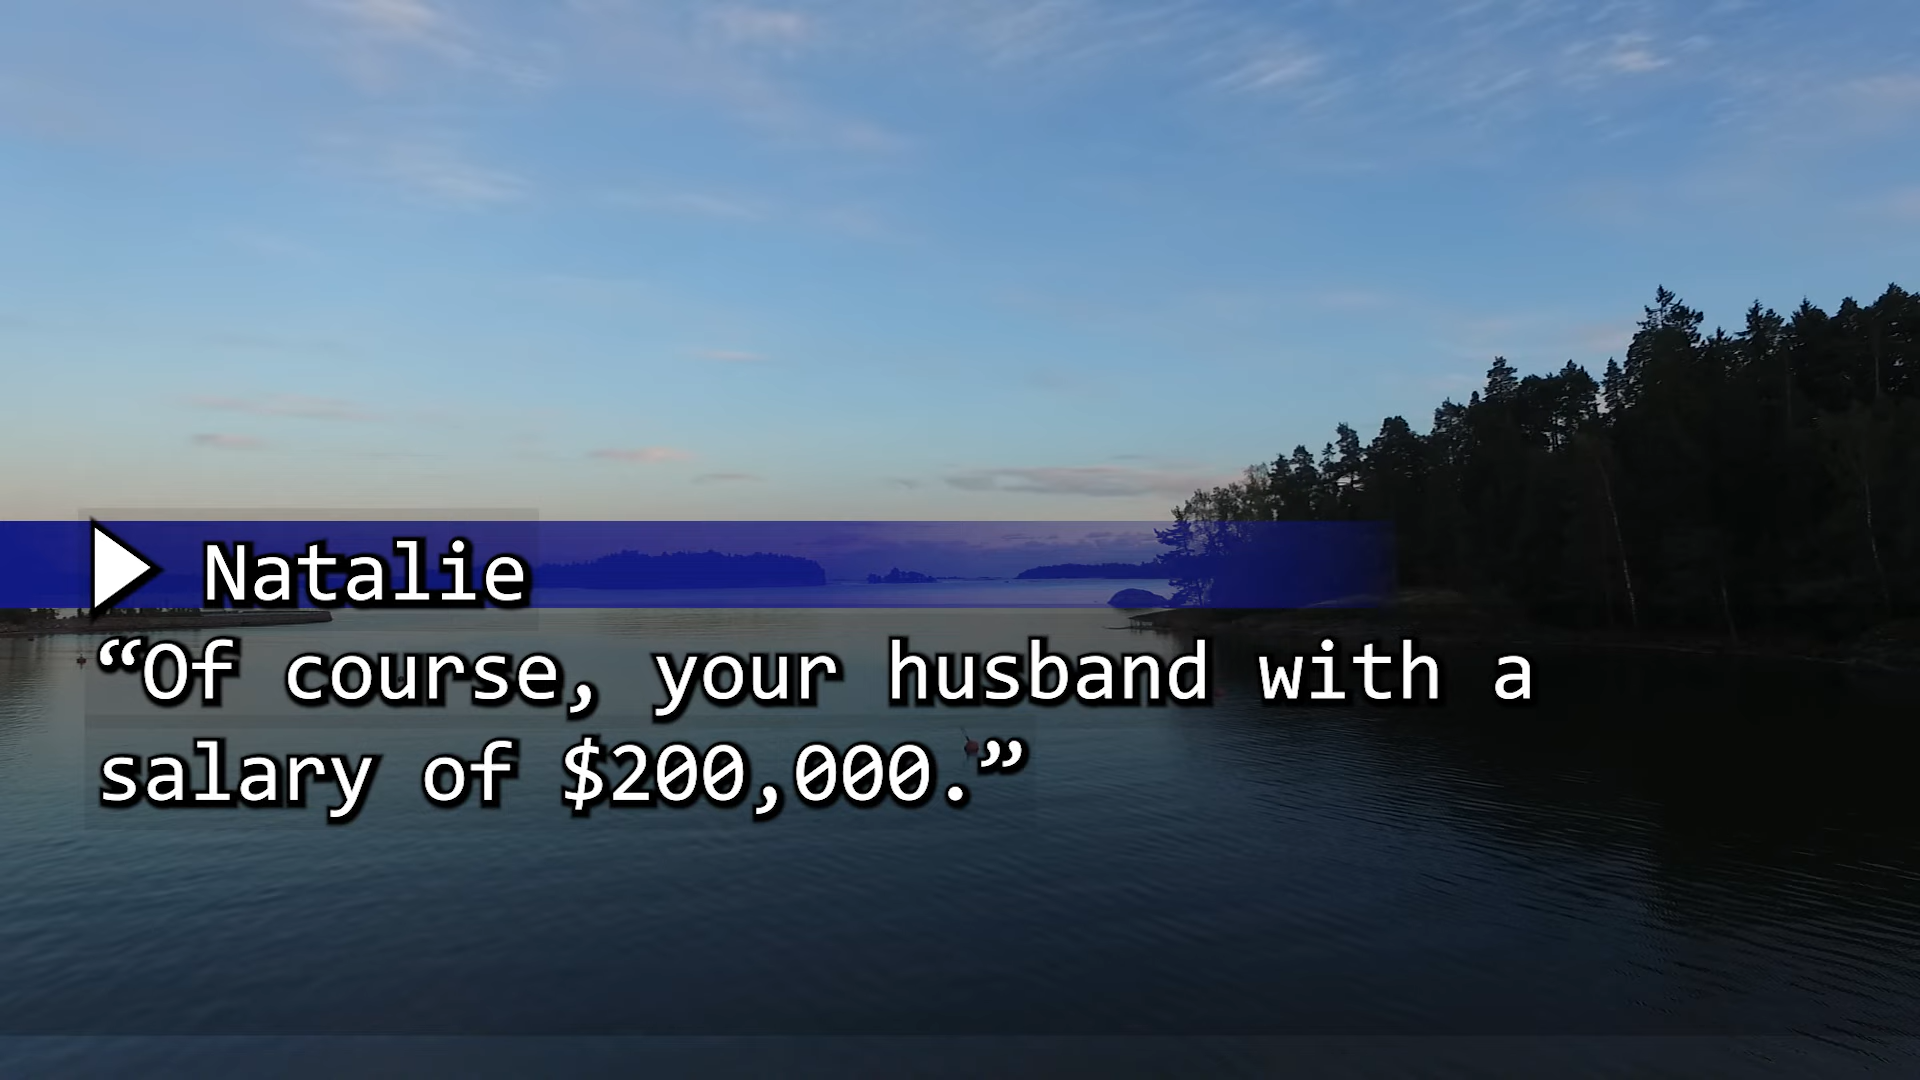 Natalie
“Of course, your husband with a
salary of $200,000.”